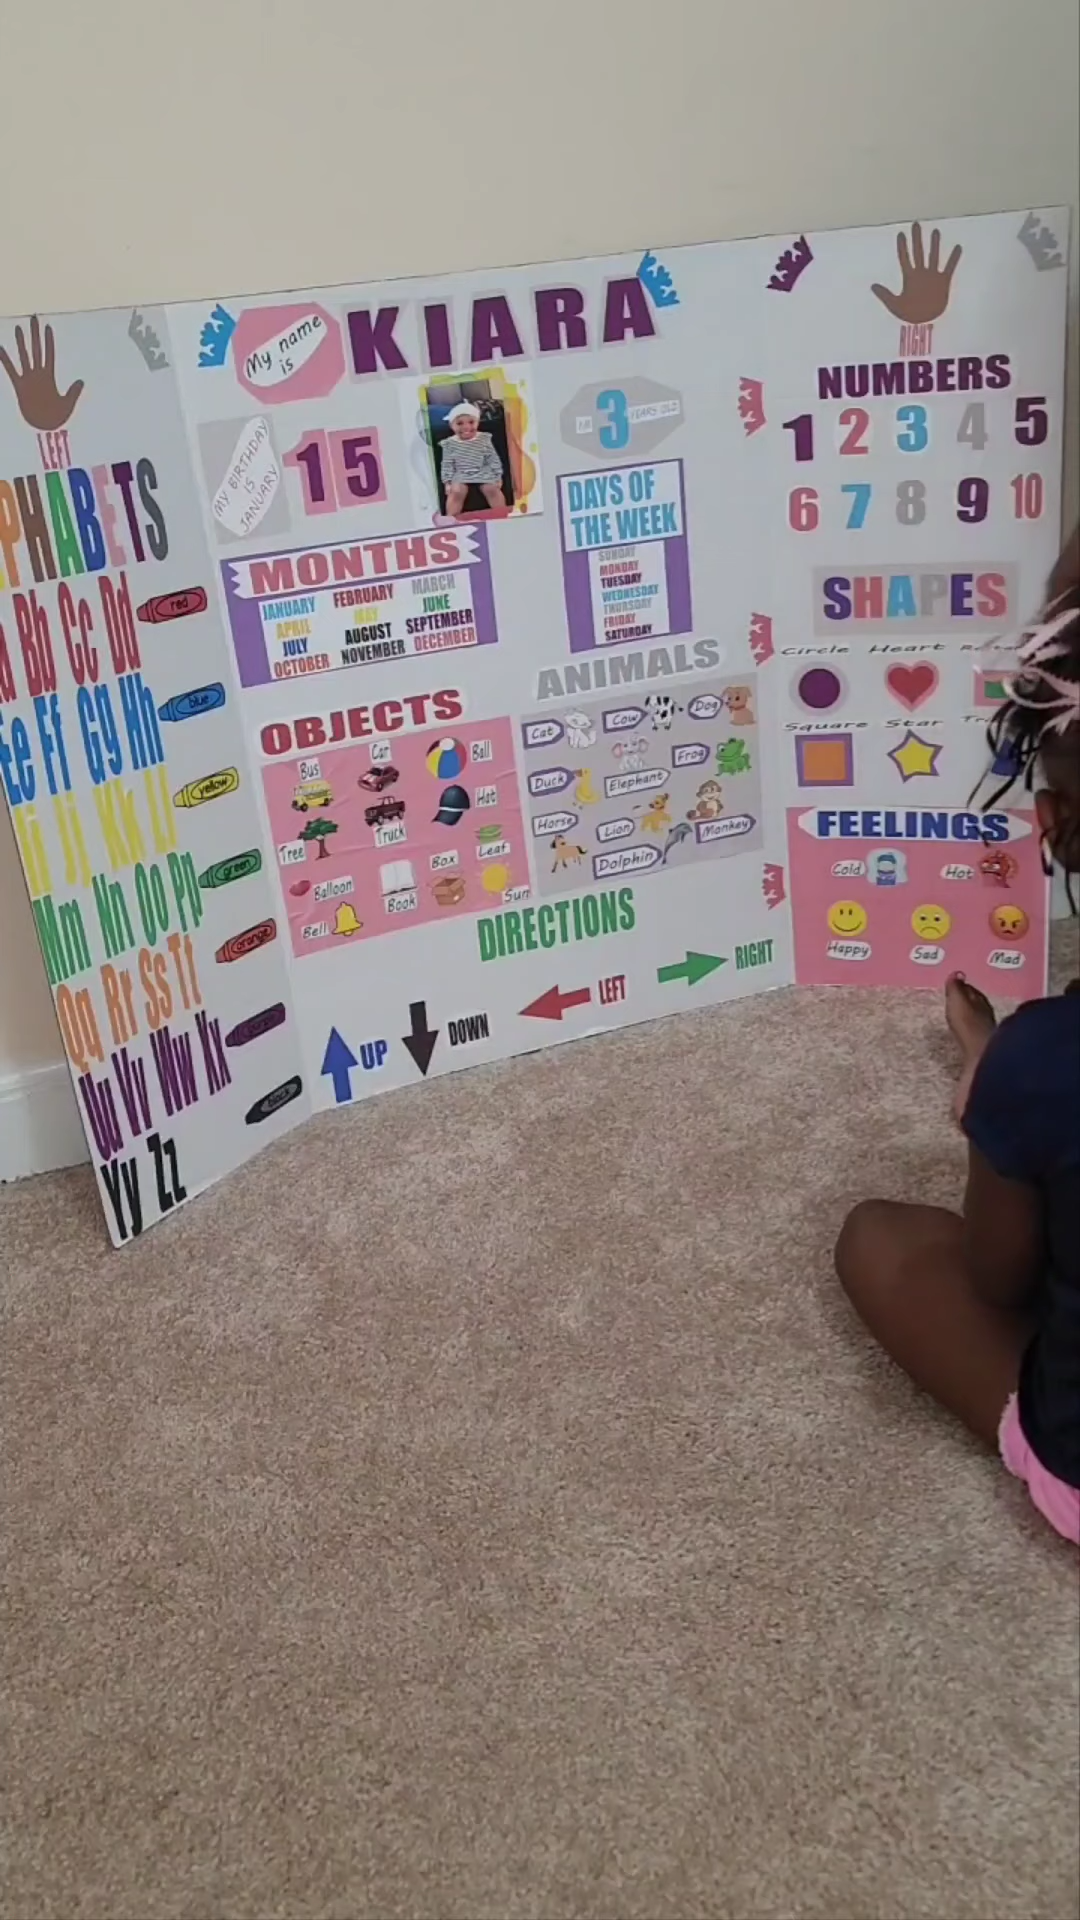 LEFT
PHABETS
Bb Cc Dd
red
Ee Ff Gg Hh
blue
Ii Jj Kk Ll
yellow
Mm Nn Oo Pp
green
Qq Rr Ss Tt
orange
Uu Vv Ww Xx
Yy Zz
black
My name
is
KIARA
MY BIRTHDAY
IS
JANUARY
15
3
YEARS OLD
MONTHS
JANUARY FEBRUARY MARCH
APRIL MAY JUNE
JULY AUGUST SEPTEMBER
OCTOBER NOVEMBER DECEMBER
DAYS OF
THE WEEK
SUNDAY
MONDAY
TUESDAY
WEDNESDAY
THURSDAY
FRIDAY
SATURDAY
OBJECTS
Bus Car Ball
Truck Hat
Tree Box Leaf
Balloon Book Sun
Bell
ANIMALS
Cat Cow Dog
Duck Elephant Frog
Horse Lion Monkey
Dolphin
DIRECTIONS
UP DOWN LEFT RIGHT
RIGHT
NUMBERS
1 2 3 4 5
6 7 8 9 10
SHAPES
Circle Heart
Square Star
FEELINGS
Cold Hot
Happy Sad Mad